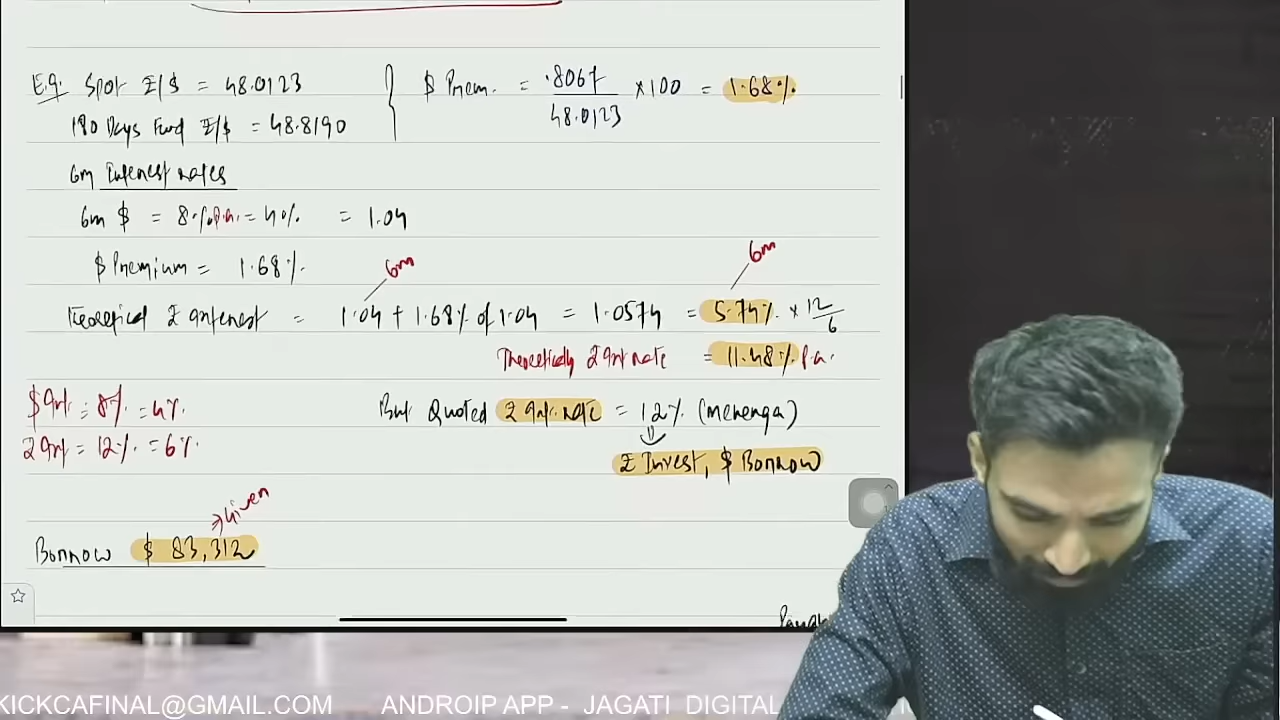 E.g. Spot ₹/$ = 48.0123
180 Days Fwd ₹/$ = 48.8190
$ Prem. = .8067 / 48.0123 ×100 = 1.68%
6m Interest rates
6m $ = 8% p.a. = 4% = 1.04
$ Premium = 1.68%
6m
6m
Theoretical ₹ Interest = 1.04 + 1.68% of 1.04 = 1.0574 = 5.74% × 12/6
Theoretically ₹ Int rate = 11.48% p.a.
$ Int = 8% = 4%
₹ Int = 12% = 6%
But Quoted ₹ Int. rate = 12% (Menenga)
₹ Invest, $ Borrow
⇒ Given
Borrow $ 83,312
KICKCAFINAL@GMAIL.COM ANDROIP APP - JAGATI DIGITAL